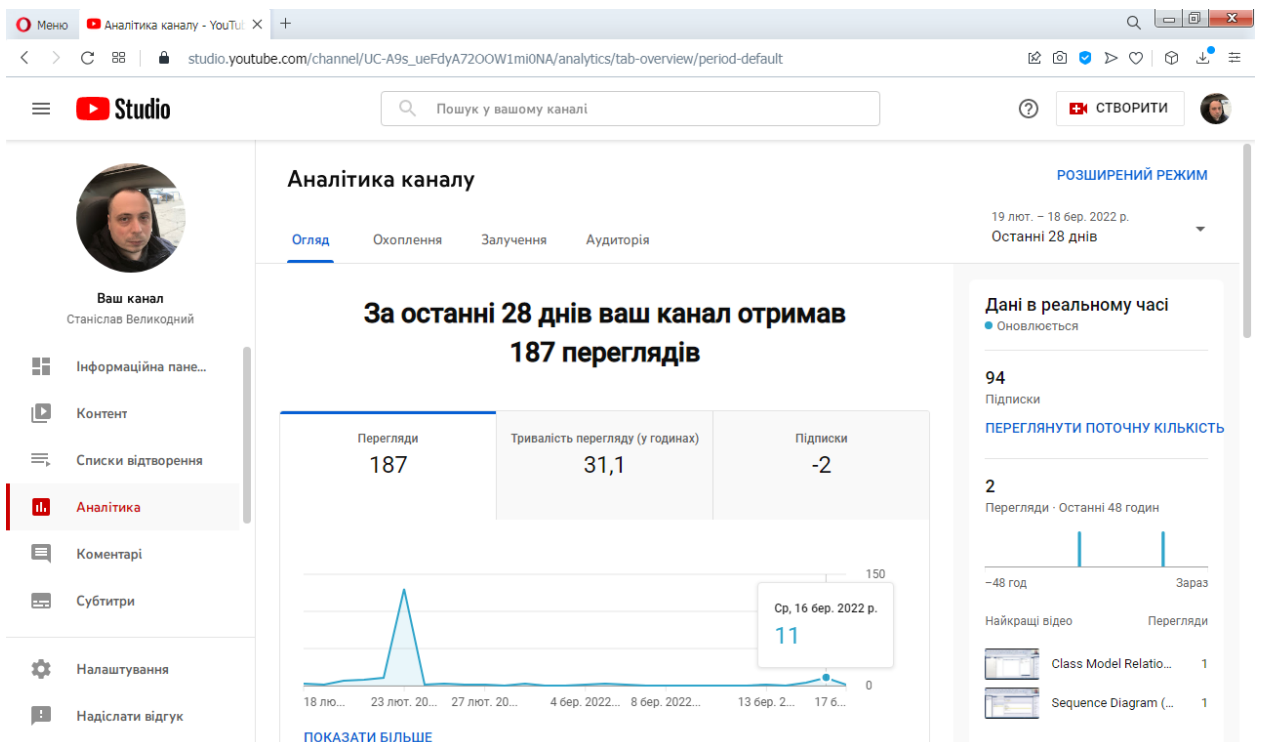 Меню
Аналітика каналу - YouTu
studio.youtube.com/channel/UC-A9s_ueFdyA72OOW1mi0NA/analytics/tab-overview/period-default
Studio
Пошук у вашому каналі
СТВОРИТИ
Ваш канал
Станіслав Великодний
Інформаційна пане...
Контент
Списки відтворення
Аналітика
Коментарі
Субтитри
Налаштування
Надіслати відгук
Аналітика каналу
РОЗШИРЕНИЙ РЕЖИМ
Огляд
Охоплення
Залучення
Аудиторія
19 лют. – 18 бер. 2022 р.
Останні 28 днів
За останні 28 днів ваш канал отримав
187 переглядів
Перегляди
187
Тривалість перегляду (у годинах)
31,1
Підписки
-2
150
Ср, 16 бер. 2022 р.
11
0
18 лю...
23 лют. 20...
27 лют. 20...
4 бер. 2022...
8 бер. 2022...
13 бер. 2...
17 б...
ПОКАЗАТИ БІЛЬШЕ
Дані в реальному часі
Оновлюється
94
Підписки
ПЕРЕГЛЯНУТИ ПОТОЧНУ КІЛЬКІСТЬ
2
Перегляди · Останні 48 годин
−48 год
Зараз
Найкращі відео
Перегляди
Class Model Relatio...
1
Sequence Diagram (...
1